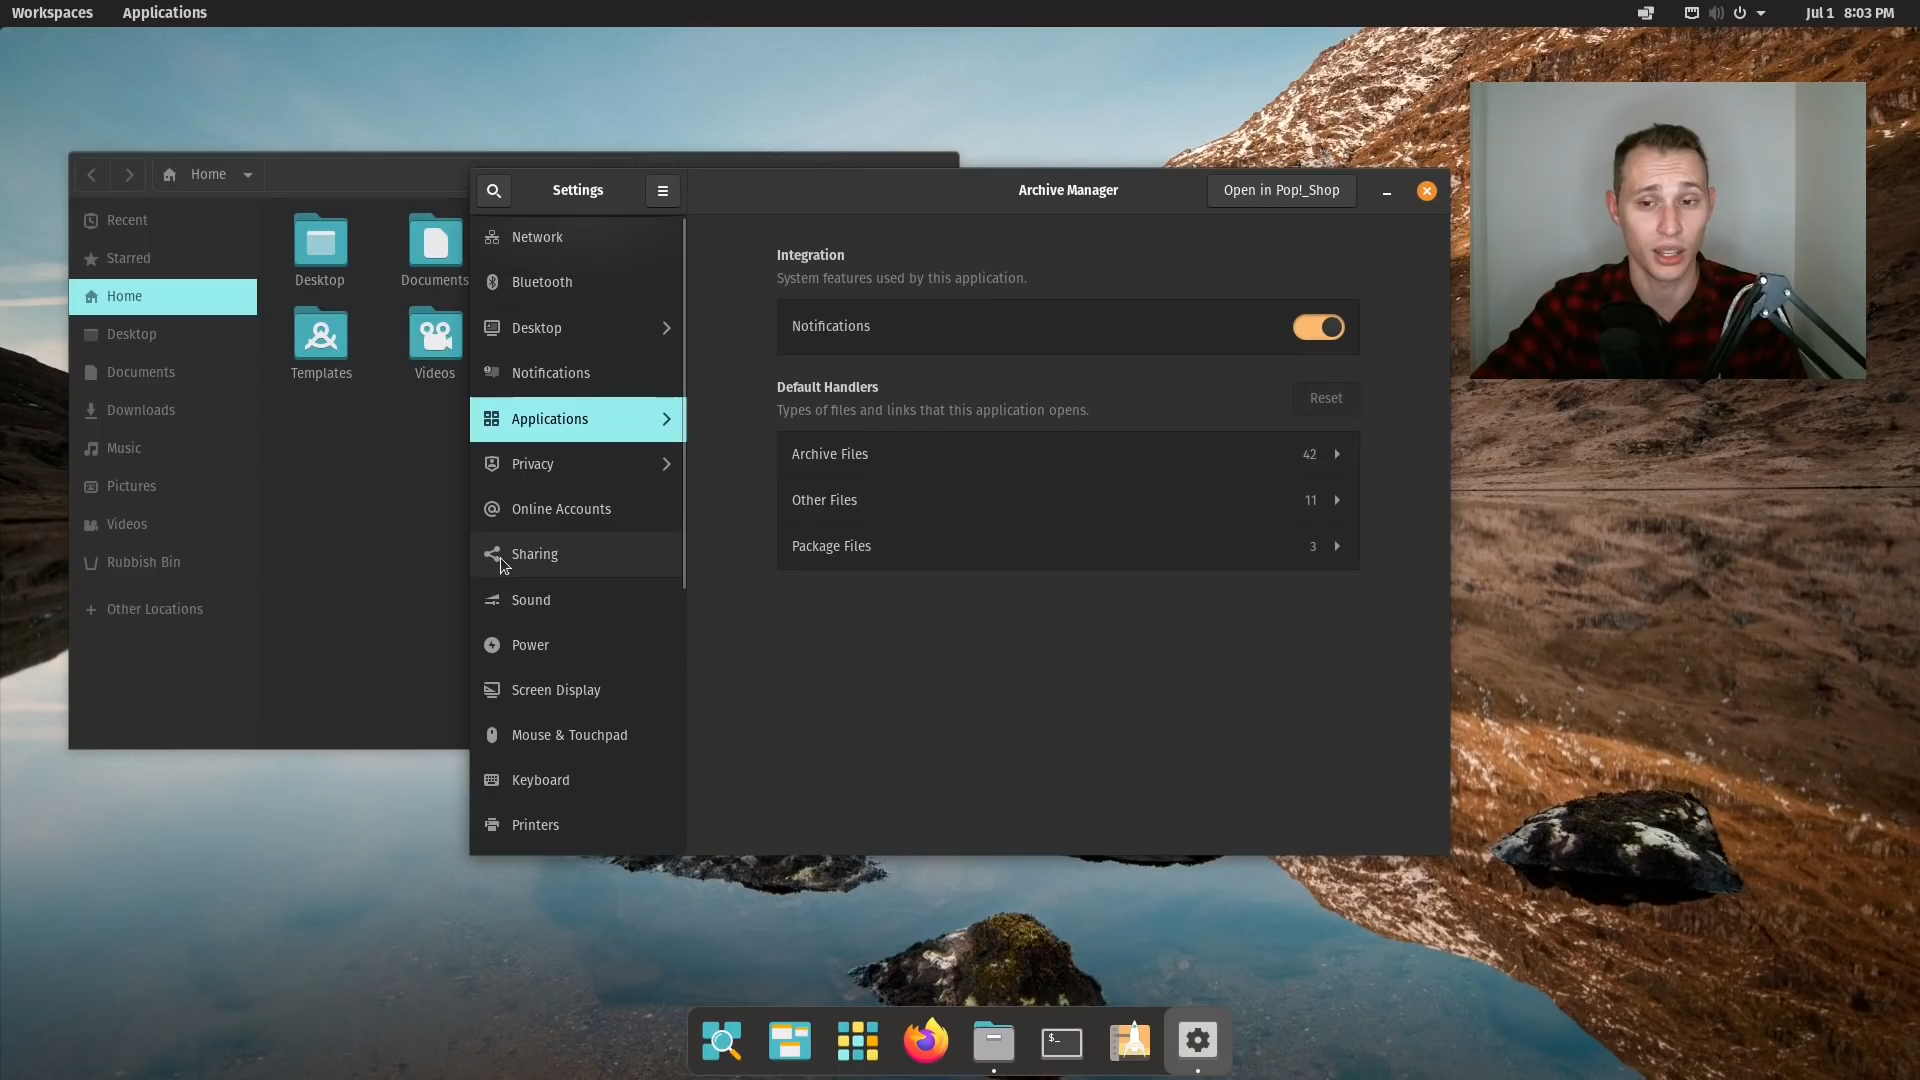 Workspaces Applications
Jul 1 8:03 PM
Home
Recent
Starred
Home
Desktop
Documents
Downloads
Music
Pictures
Videos
Rubbish Bin
Other Locations
Desktop
Documents
Templates
Videos
Settings
Network
Bluetooth
Desktop
Notifications
Applications
Privacy
Online Accounts
Sharing
Sound
Power
Screen Display
Mouse & Touchpad
Keyboard
Printers
Archive Manager
Open in Pop!_Shop
Integration
System features used by this application.
Notifications
Default Handlers
Types of files and links that this application opens.
Reset
Archive Files 42
Other Files 11
Package Files 3
$_